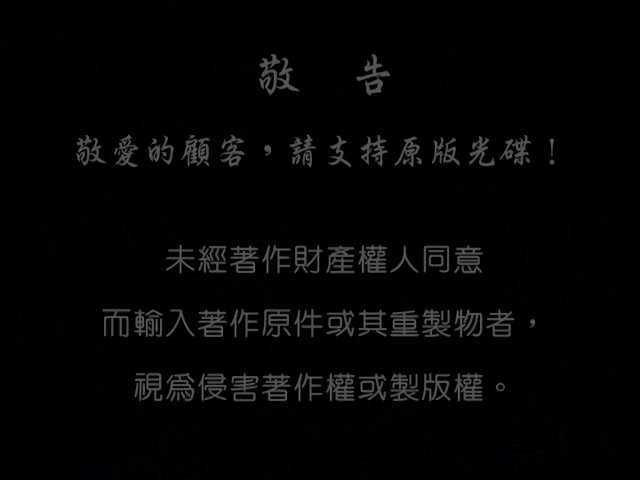 敬 告
敬愛的顧客，請支持原版光碟！
未經著作財產權人同意
而輸入著作原件或其重製物者，
視為侵害著作權或製版權。